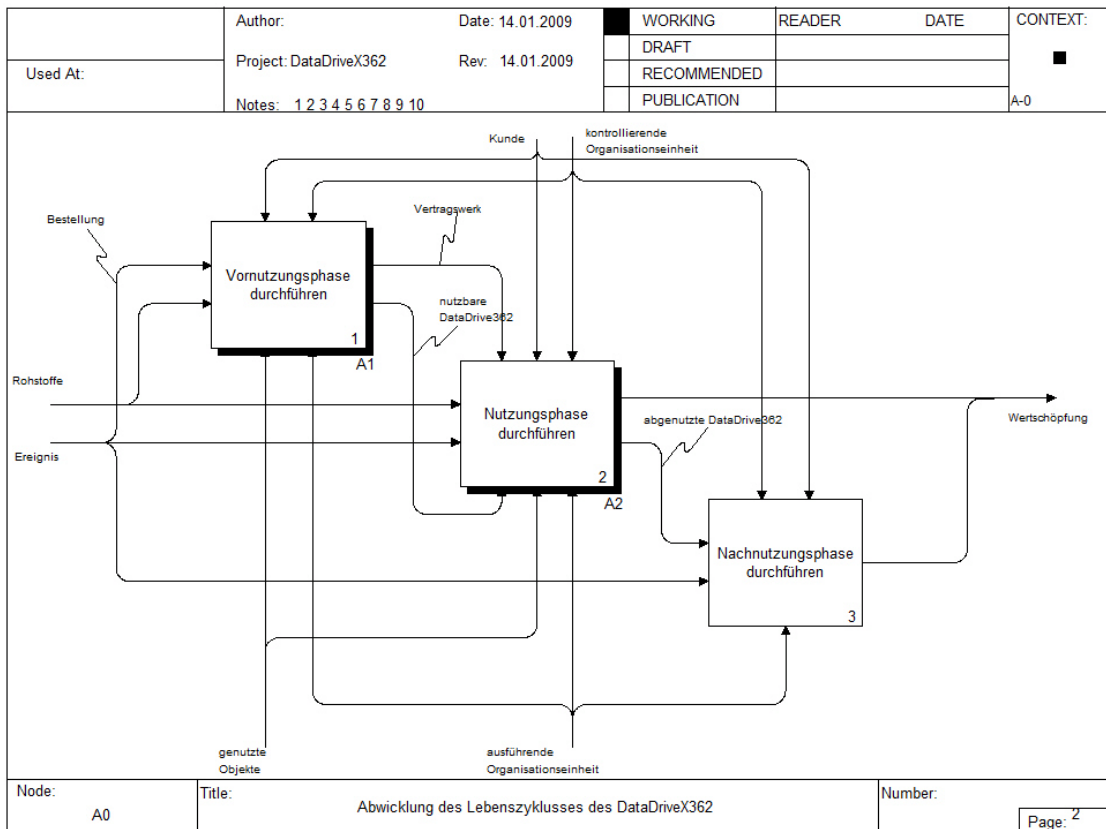 Used At:
Author:
Date: 14.01.2009
Project: DataDriveX362
Rev: 14.01.2009
Notes: 1 2 3 4 5 6 7 8 9 10
WORKING
DRAFT
RECOMMENDED
PUBLICATION
READER
DATE
CONTEXT:
A-0
Kunde
kontrollierende
Organisationseinheit
Bestellung
Vertragswerk
Vornutzungsphase
durchführen
1
A1
nutzbare
DataDrive362
Rohstoffe
Ereignis
Nutzungsphase
durchführen
2
A2
abgenutzte DataDrive362
Wertschöpfung
Nachnutzungsphase
durchführen
3
genutzte
Objekte
ausführende
Organisationseinheit
Node:
A0
Title:
Abwicklung des Lebenszyklusses des DataDriveX362
Number:
Page: 2